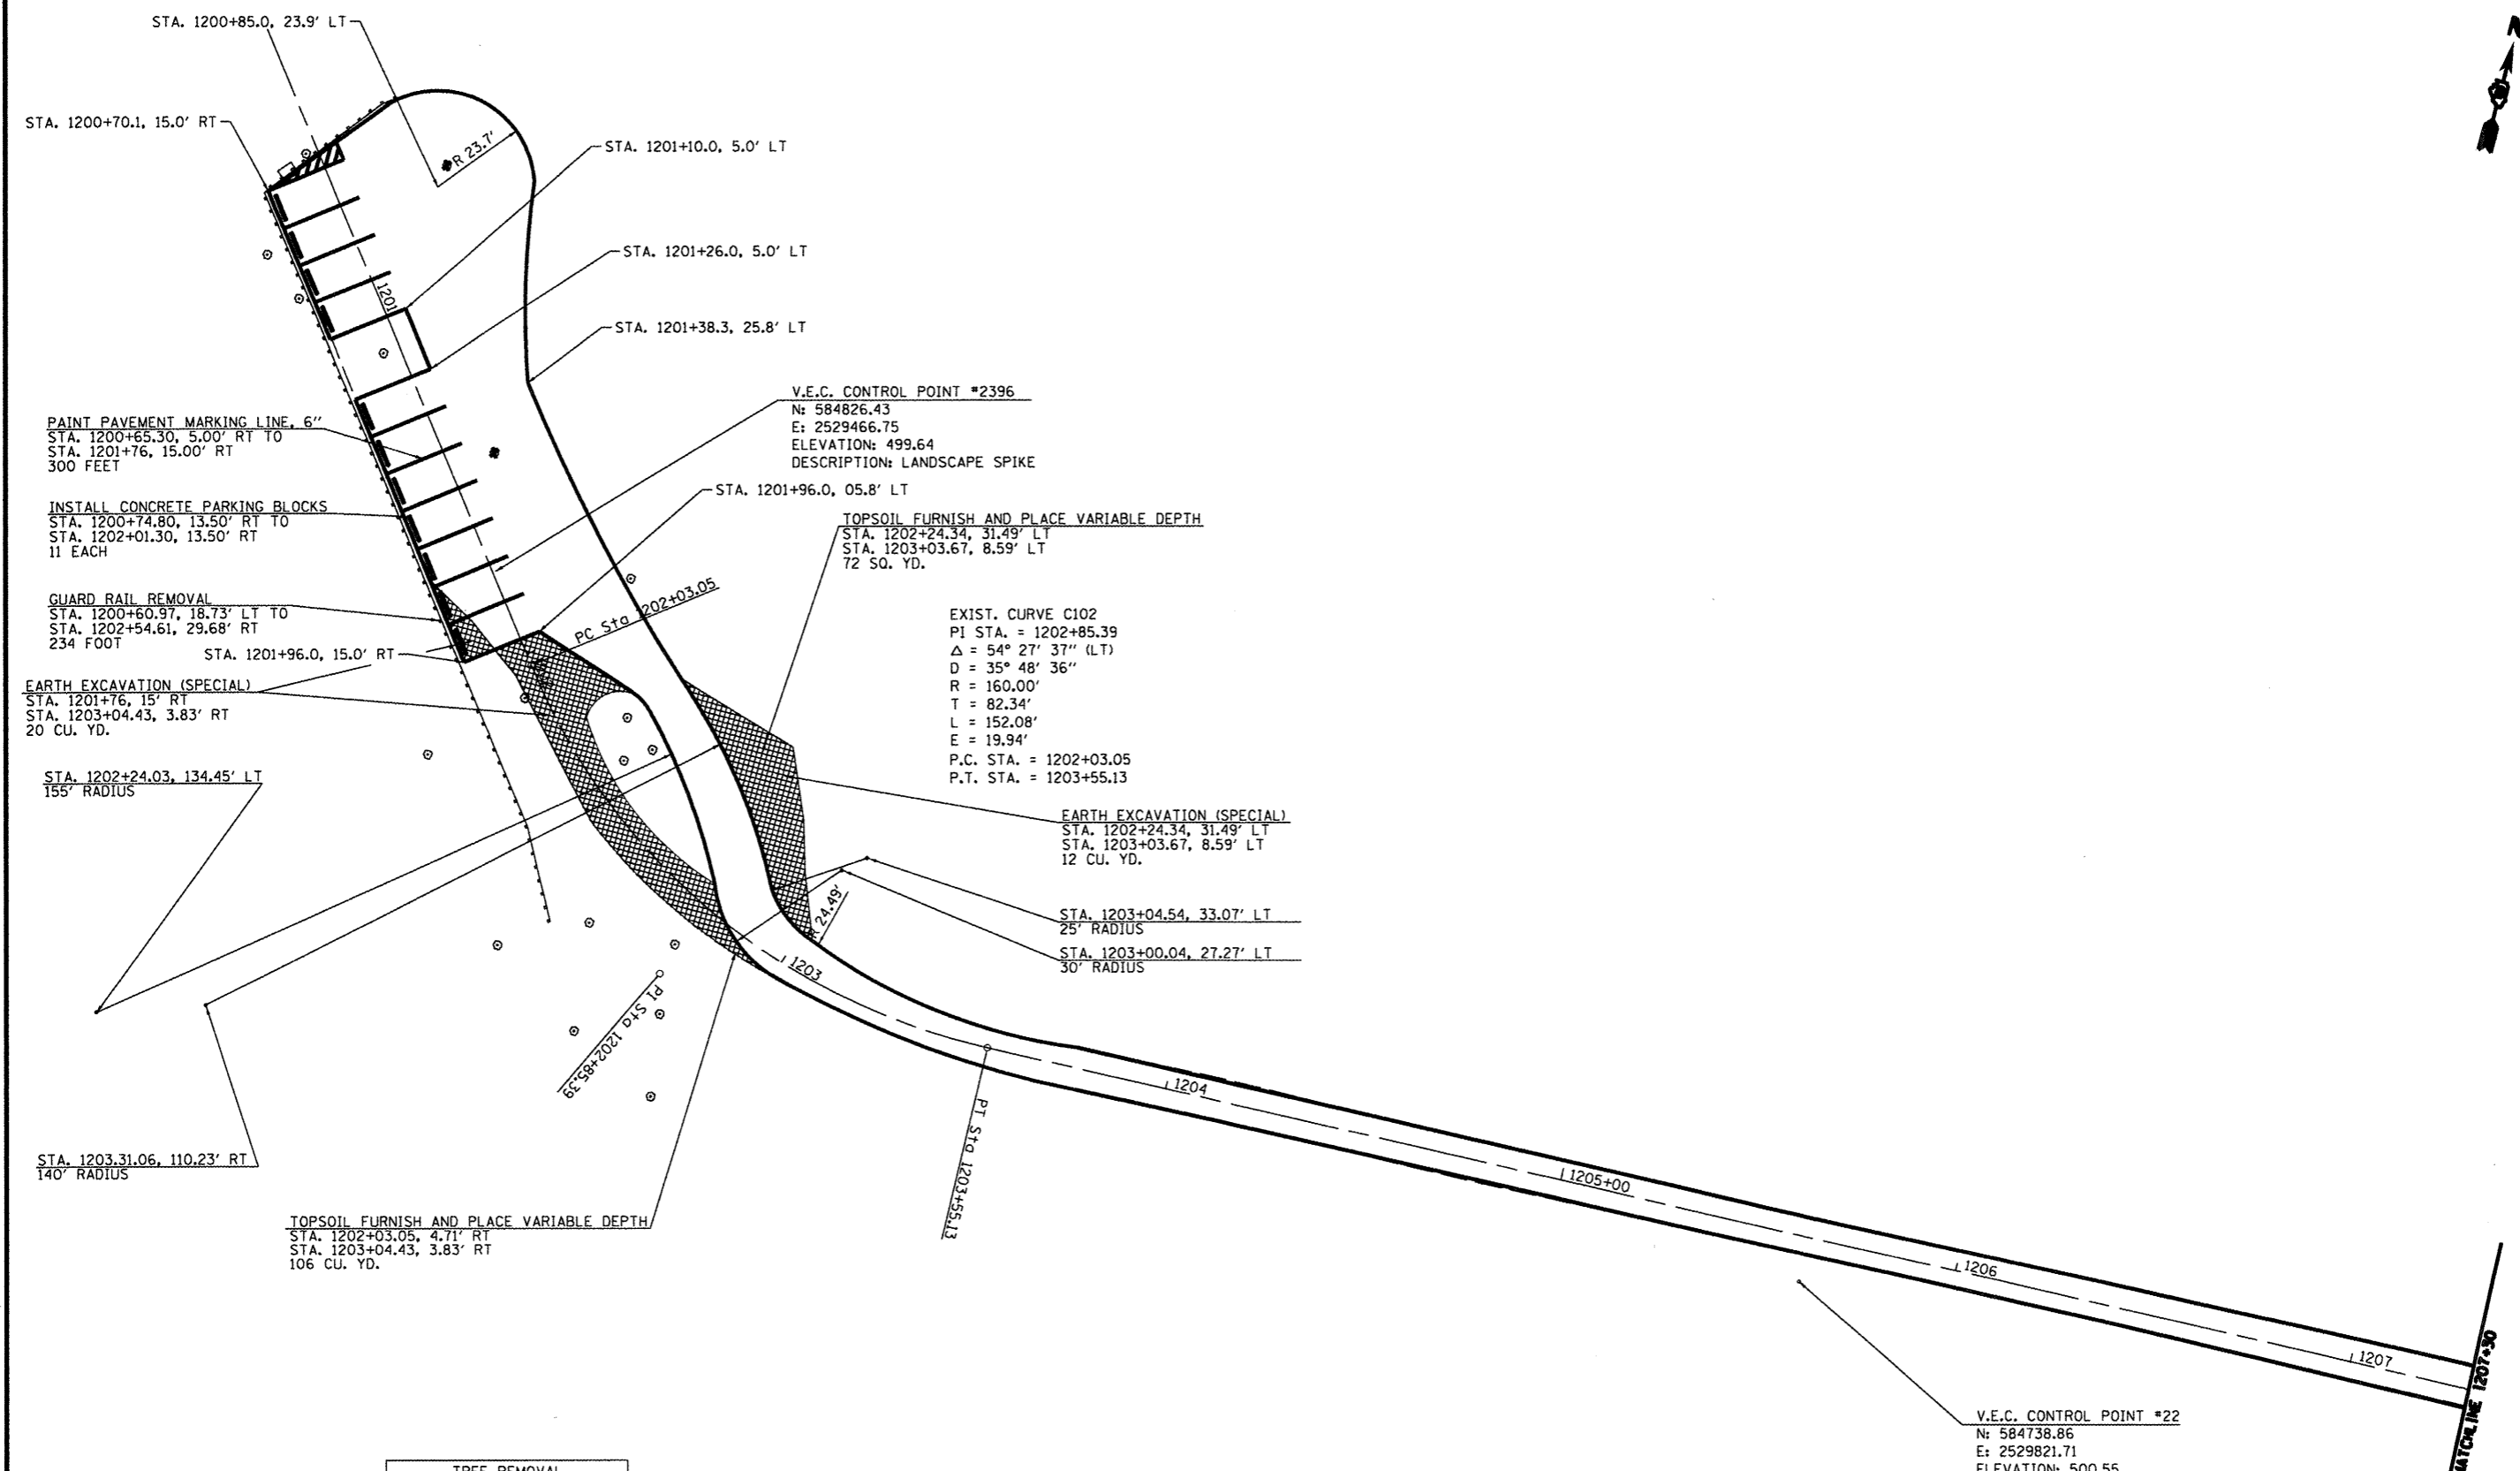 STA. 1200+85.0, 23.9' LT
N
STA. 1200+70.1, 15.0' RT
R 23.7'
STA. 1201+10.0, 5.0' LT
STA. 1201+26.0, 5.0' LT
1201
STA. 1201+38.3, 25.8' LT
V.E.C. CONTROL POINT #2396
N: 584826.43
E: 2529466.75
ELEVATION: 499.64
DESCRIPTION: LANDSCAPE SPIKE
PAINT PAVEMENT MARKING LINE, 6"
STA. 1200+65.30, 5.00' RT TO
STA. 1201+76, 15.00' RT
300 FEET
STA. 1201+96.0, 05.8' LT
INSTALL CONCRETE PARKING BLOCKS
STA. 1200+74.80, 13.50' RT TO
STA. 1202+01.30, 13.50' RT
11 EACH
TOPSOIL FURNISH AND PLACE VARIABLE DEPTH
STA. 1202+24.34, 31.49' LT
STA. 1203+03.67, 8.59' LT
72 SQ. YD.
GUARD RAIL REMOVAL
STA. 1200+60.97, 18.73' LT TO
STA. 1202+54.61, 29.68' RT
234 FOOT
PC Sta 1202+03.05
STA. 1201+96.0, 15.0' RT
EXIST. CURVE C102
PI STA. = 1202+85.39
Δ = 54° 27' 37" (LT)
D = 35° 48' 36"
R = 160.00'
T = 82.34'
L = 152.08'
E = 19.94'
P.C. STA. = 1202+03.05
P.T. STA. = 1203+55.13
EARTH EXCAVATION (SPECIAL)
STA. 1201+76, 15' RT
STA. 1203+04.43, 3.83' RT
20 CU. YD.
STA. 1202+24.03, 134.45' LT
155' RADIUS
EARTH EXCAVATION (SPECIAL)
STA. 1202+24.34, 31.49' LT
STA. 1203+03.67, 8.59' LT
12 CU. YD.
R 24.49'
STA. 1203+04.54, 33.07' LT
25' RADIUS
STA. 1203+00.04, 27.27' LT
30' RADIUS
1203
PI Sta 1202+85.39
1204
PT Sta 1203+55.13
STA. 1203.31.06, 110.23' RT
140' RADIUS
1205+00
TOPSOIL FURNISH AND PLACE VARIABLE DEPTH
STA. 1202+03.05, 4.71' RT
STA. 1203+04.43, 3.83' RT
106 CU. YD.
1206
1207
MATCHLINE 1207+30
V.E.C. CONTROL POINT #22
N: 584738.86
E: 2529821.71
ELEVATION: 500.55
TREE REMOVAL